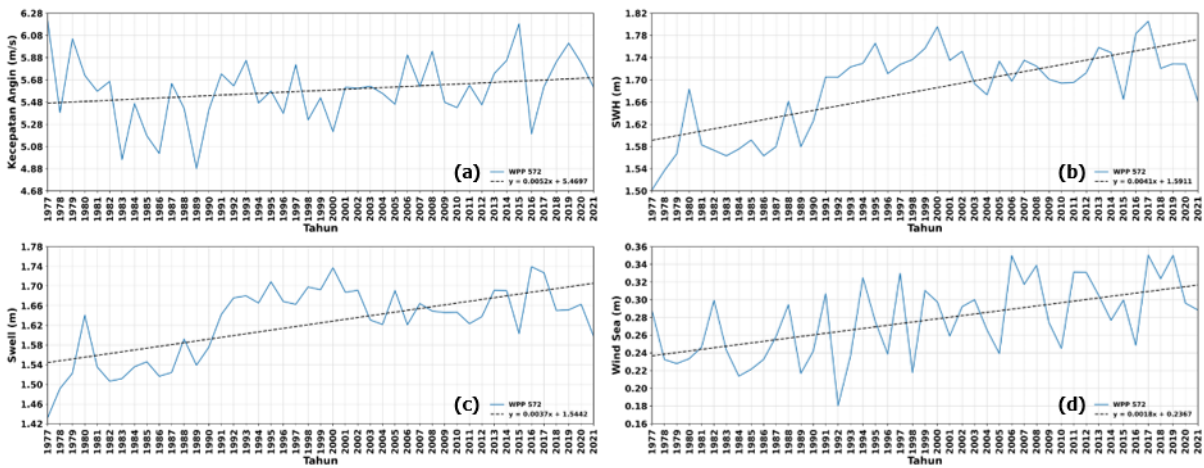 6.28
6.08
5.88
5.68
5.48
5.28
5.08
4.88
4.68
Kecepatan Angin (m/s)
(a)
WPP 572
y = 0.0052x + 5.4697
1977 1978 1979 1980 1981 1982 1983 1984 1985 1986 1987 1988 1989 1990 1991 1992 1993 1994 1995 1996 1997 1998 1999 2000 2001 2002 2003 2004 2005 2006 2007 2008 2009 2010 2011 2012 2013 2014 2015 2016 2017 2018 2019 2020 2021
Tahun
1.82
1.78
1.74
1.70
1.66
1.62
1.58
1.54
1.50
SWH (m)
(b)
WPP 572
y = 0.0041x + 1.5911
1977 1978 1979 1980 1981 1982 1983 1984 1985 1986 1987 1988 1989 1990 1991 1992 1993 1994 1995 1996 1997 1998 1999 2000 2001 2002 2003 2004 2005 2006 2007 2008 2009 2010 2011 2012 2013 2014 2015 2016 2017 2018 2019 2020 2021
Tahun
1.78
1.74
1.70
1.66
1.62
1.58
1.54
1.50
1.46
1.42
Swell (m)
(c)
WPP 572
y = 0.0037x + 1.5442
1977 1978 1979 1980 1981 1982 1983 1984 1985 1986 1987 1988 1989 1990 1991 1992 1993 1994 1995 1996 1997 1998 1999 2000 2001 2002 2003 2004 2005 2006 2007 2008 2009 2010 2011 2012 2013 2014 2015 2016 2017 2018 2019 2020 2021
Tahun
0.36
0.34
0.32
0.30
0.28
0.26
0.24
0.22
0.20
0.18
0.16
Wind Sea (m)
(d)
WPP 572
y = 0.0018x + 0.2367
1977 1978 1979 1980 1981 1982 1983 1984 1985 1986 1987 1988 1989 1990 1991 1992 1993 1994 1995 1996 1997 1998 1999 2000 2001 2002 2003 2004 2005 2006 2007 2008 2009 2010 2011 2012 2013 2014 2015 2016 2017 2018 2019 2020 2021
Tahun